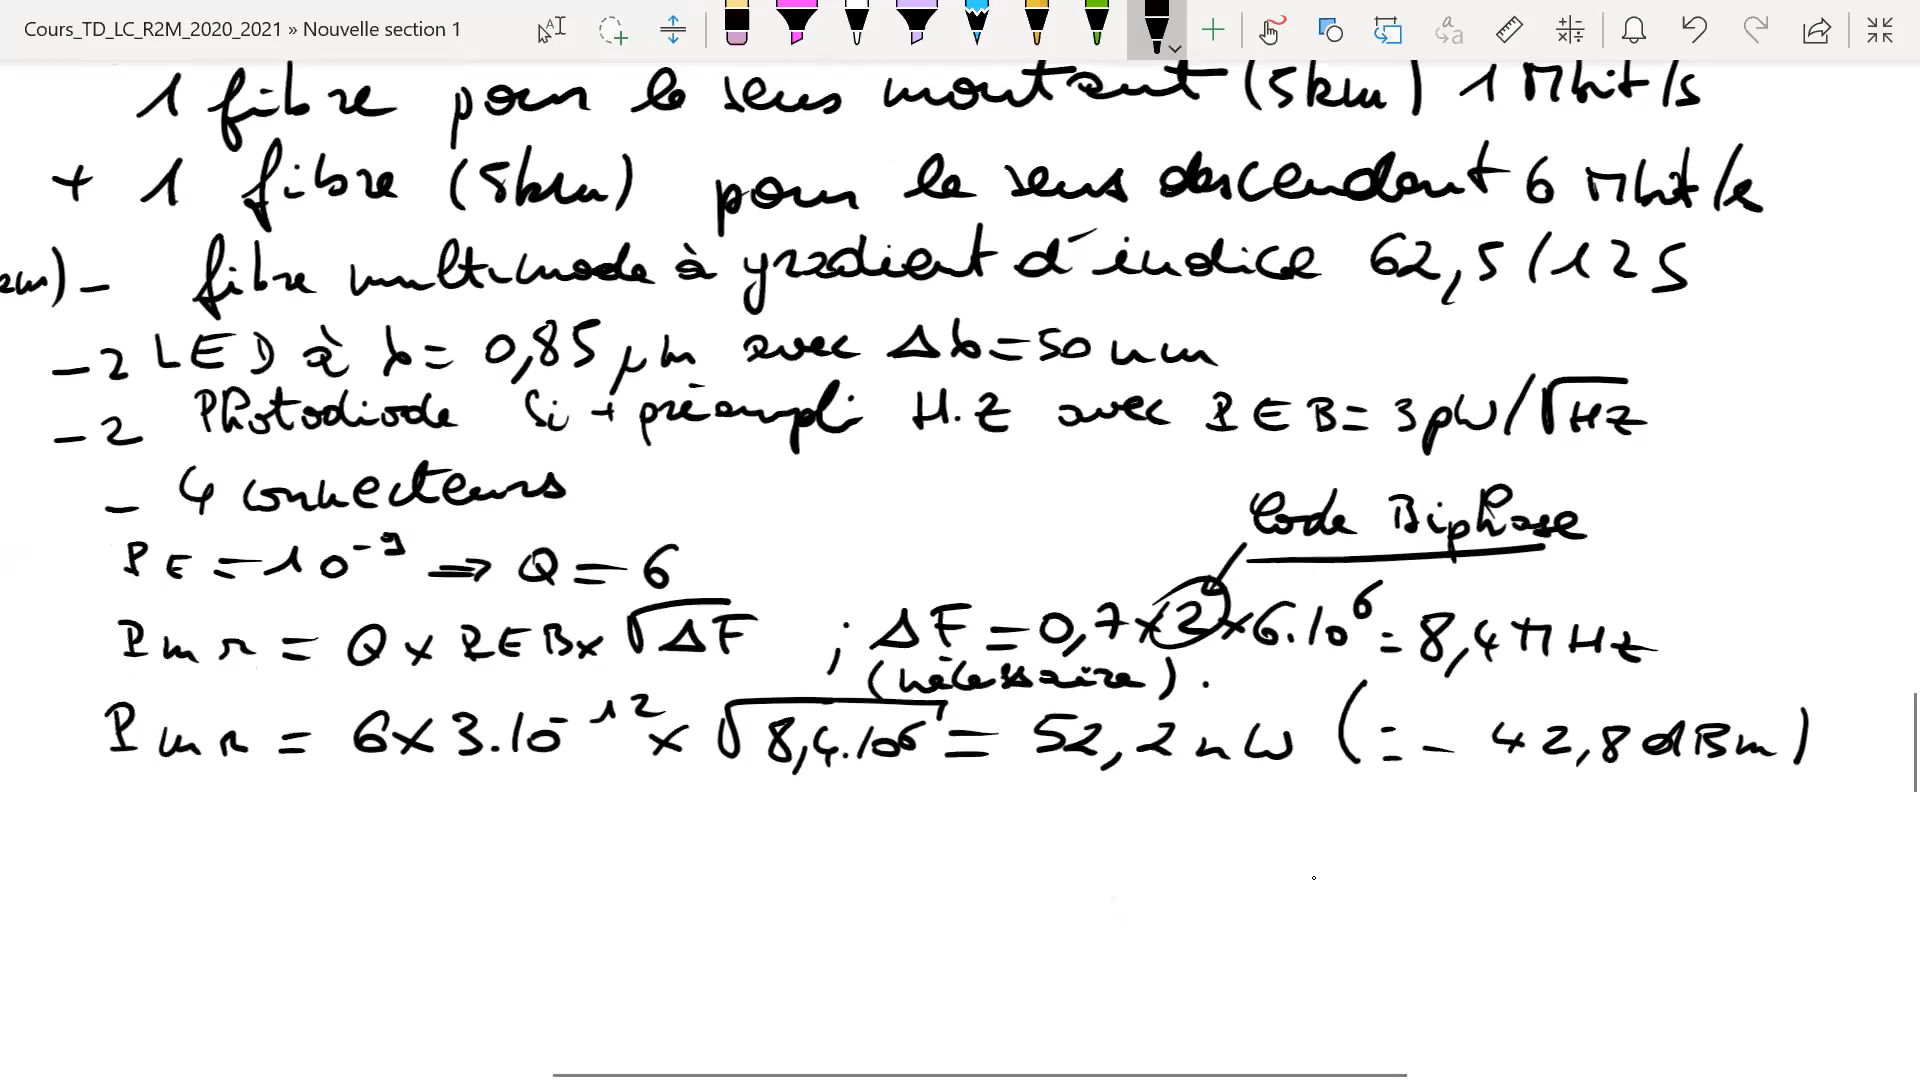 Cours_TD_LC_R2M_2020_2021 » Nouvelle section 1
1 fibre pour le sens montant (5km) 1 Mbit/s
+ 1 fibre (5km) pour le sens descendant 6 Mbit/s
) - fibre multimode à gradient d'indice 62,5/125
- 2 LED à λ = 0,85 µm avec Δλ = 50 nm
- 2 Photodiode Si + préampli H.Z avec PEB = 3pW/√HZ
- 4 connecteurs
Code BiPhase
PE = 10⁻⁹ ⇒ Q = 6
Pmr = Q x PEB x √ΔF ; ΔF = 0,7 x 2 x 6.10⁶ = 8,4 MHz
(nécessaire).
Pmr = 6 x 3.10⁻¹² x √8,4.10⁶ = 52,2 nW (= - 42,8 dBm)